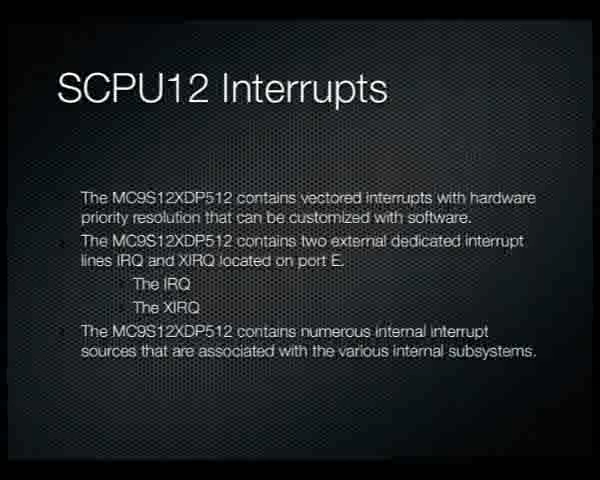 SCPU12 Interrupts
The MC9S12XDP512 contains vectored interrupts with hardware
priority resolution that can be customized with software.
The MC9S12XDP512 contains two external dedicated interrupt
lines IRQ and XIRQ located on port E.
The IRQ
The XIRQ
The MC9S12XDP512 contains numerous internal interrupt
sources that are associated with the various internal subsystems.